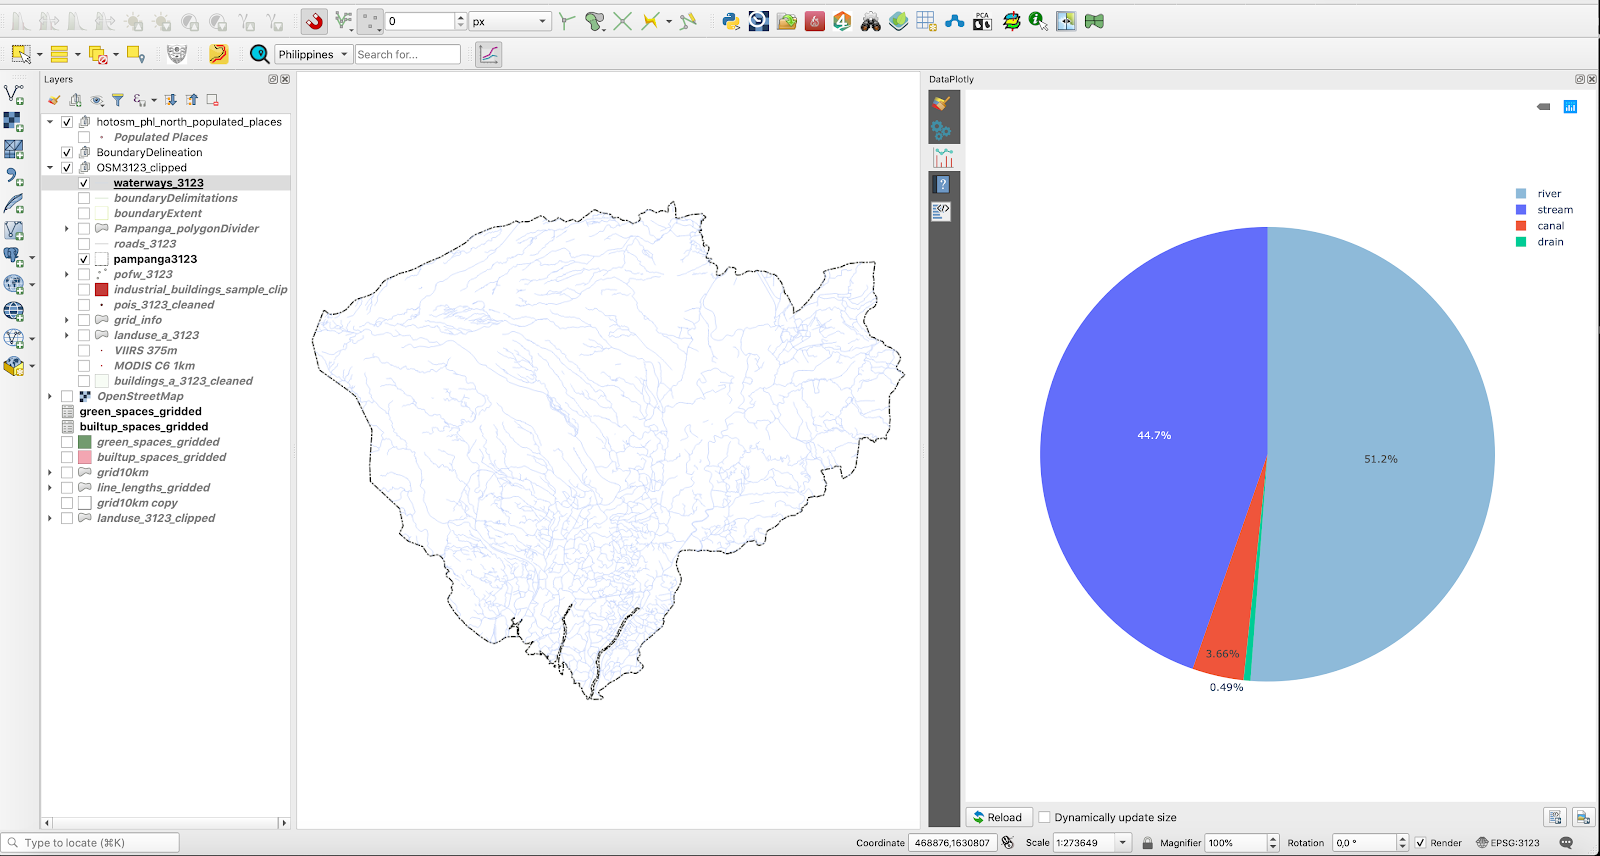 0
px
4
PCA
Philippines
Search for...
Layers
hotosm_phl_north_populated_places
Populated Places
BoundaryDelineation
OSM3123_clipped
waterways_3123
boundaryDelimitations
boundaryExtent
Pampanga_polygonDivider
roads_3123
pampanga3123
pofw_3123
industrial_buildings_sample_clip
pois_3123_cleaned
grid_info
landuse_a_3123
VIIRS 375m
MODIS C6 1km
buildings_a_3123_cleaned
OpenStreetMap
green_spaces_gridded
builtup_spaces_gridded
green_spaces_gridded
builtup_spaces_gridded
grid10km
line_lengths_gridded
grid10km copy
landuse_3123_clipped
DataPlotly
river
stream
canal
drain
44.7%
51.2%
3.66%
0.49%
Reload
Dynamically update size
Type to locate (⌘K)
Coordinate
468876,1630807
Scale
1:273649
Magnifier
100%
Rotation
0,0 °
Render
EPSG:3123